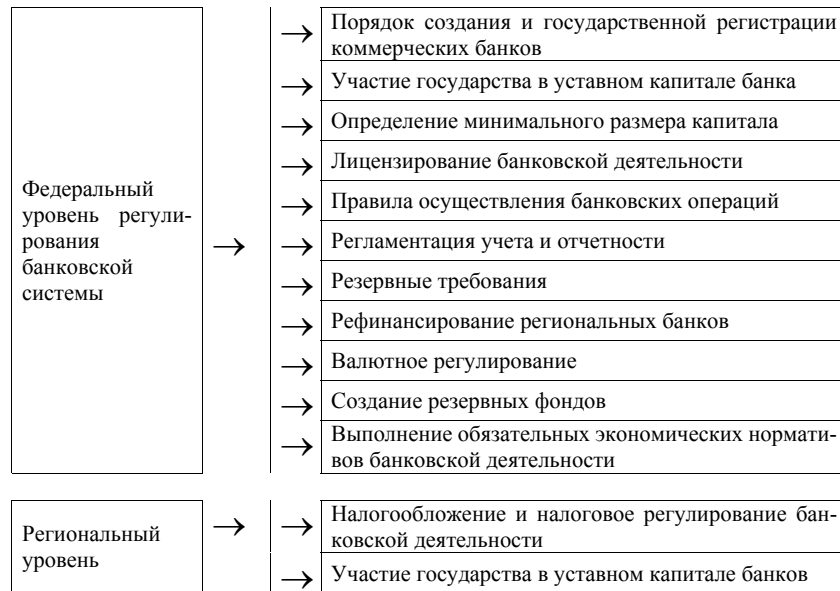 Федеральный
уровень регули-
рования
банковской
системы
→
→ Порядок создания и государственной регистрации
коммерческих банков
→ Участие государства в уставном капитале банка
→ Определение минимального размера капитала
→ Лицензирование банковской деятельности
→ Правила осуществления банковских операций
→ Регламентация учета и отчетности
→ Резервные требования
→ Рефинансирование региональных банков
→ Валютное регулирование
→ Создание резервных фондов
→ Выполнение обязательных экономических нормати-
вов банковской деятельности
Региональный
уровень
→
→ Налогообложение и налоговое регулирование бан-
ковской деятельности
→ Участие государства в уставном капитале банков